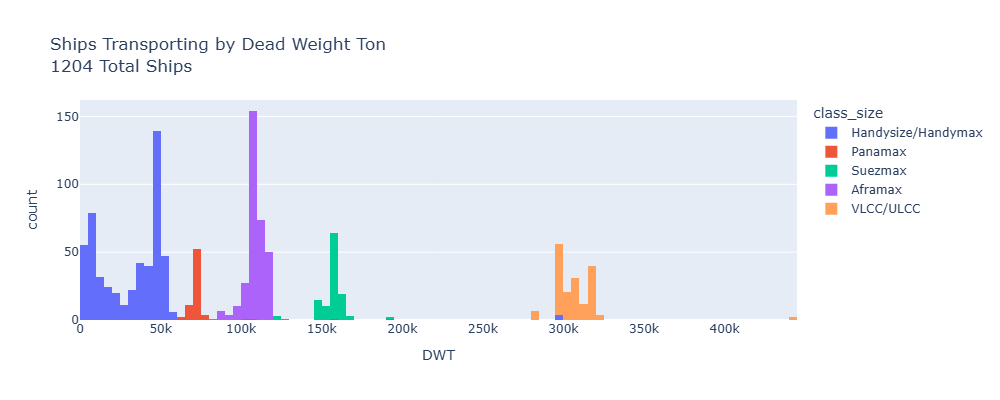 Ships Transporting by Dead Weight Ton
1204 Total Ships
class_size
Handysize/Handymax
Panamax
Suezmax
Aframax
VLCC/ULCC
150
100
50
0
count
0 50k 100k 150k 200k 250k 300k 350k 400k
DWT